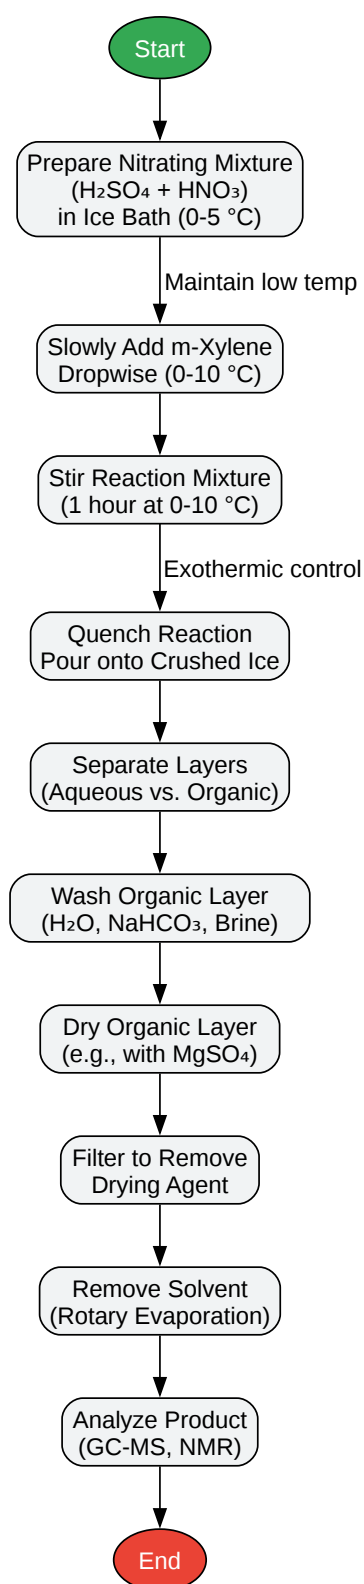 Start
Prepare Nitrating Mixture
(H₂SO₄ + HNO₃)
in Ice Bath (0-5 °C)
Maintain low temp
Slowly Add m-Xylene
Dropwise (0-10 °C)
Stir Reaction Mixture
(1 hour at 0-10 °C)
Exothermic control
Quench Reaction
Pour onto Crushed Ice
Separate Layers
(Aqueous vs. Organic)
Wash Organic Layer
(H₂O, NaHCO₃, Brine)
Dry Organic Layer
(e.g., with MgSO₄)
Filter to Remove
Drying Agent
Remove Solvent
(Rotary Evaporation)
Analyze Product
(GC-MS, NMR)
End